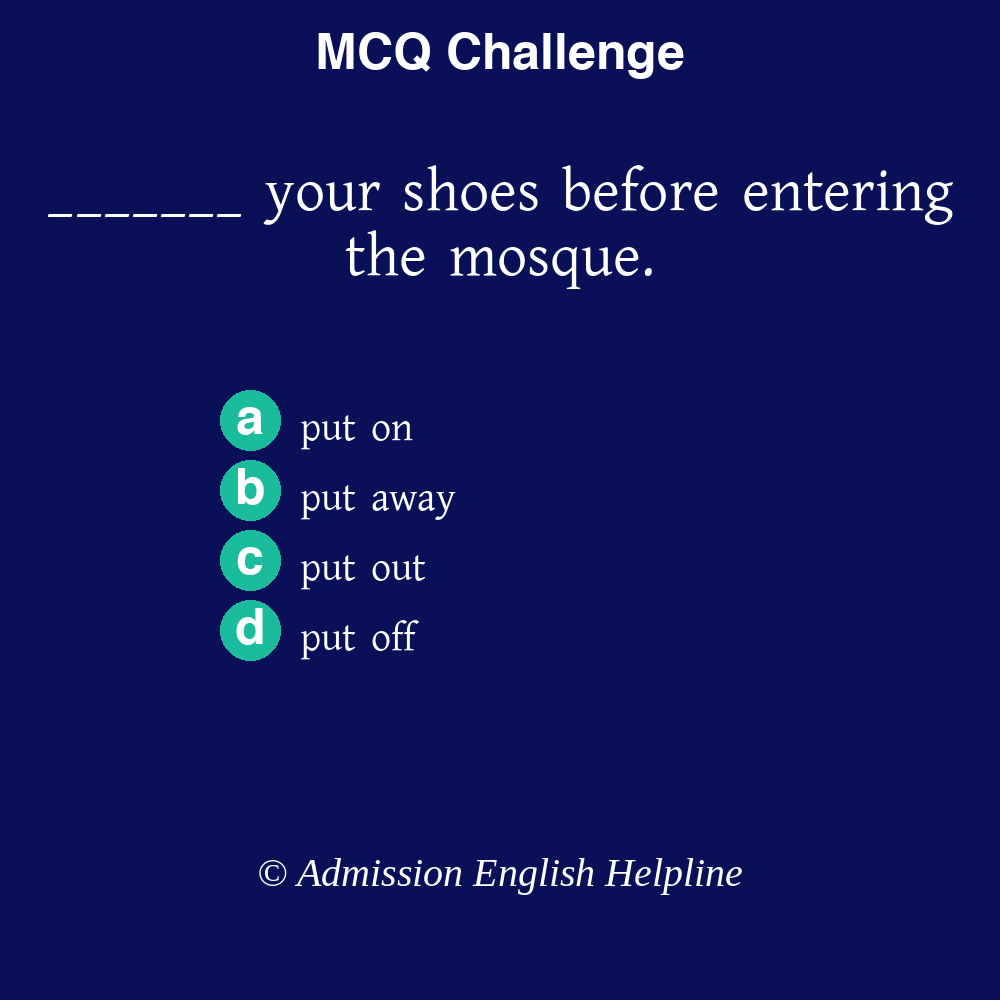 MCQ Challenge
_______ your shoes before entering
the mosque.
a put on
b put away
c put out
d put off
© Admission English Helpline